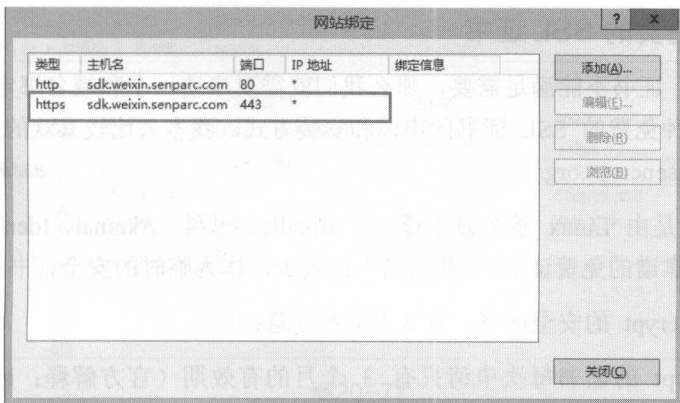 网站绑定
? x
类型 主机名 端口 IP 地址 绑定信息
http sdk.weixin.senparc.com 80 *
https sdk.weixin.senparc.com 443 *
添加(A)...
编辑(E)...
删除(R)
浏览(B)
关闭(C)